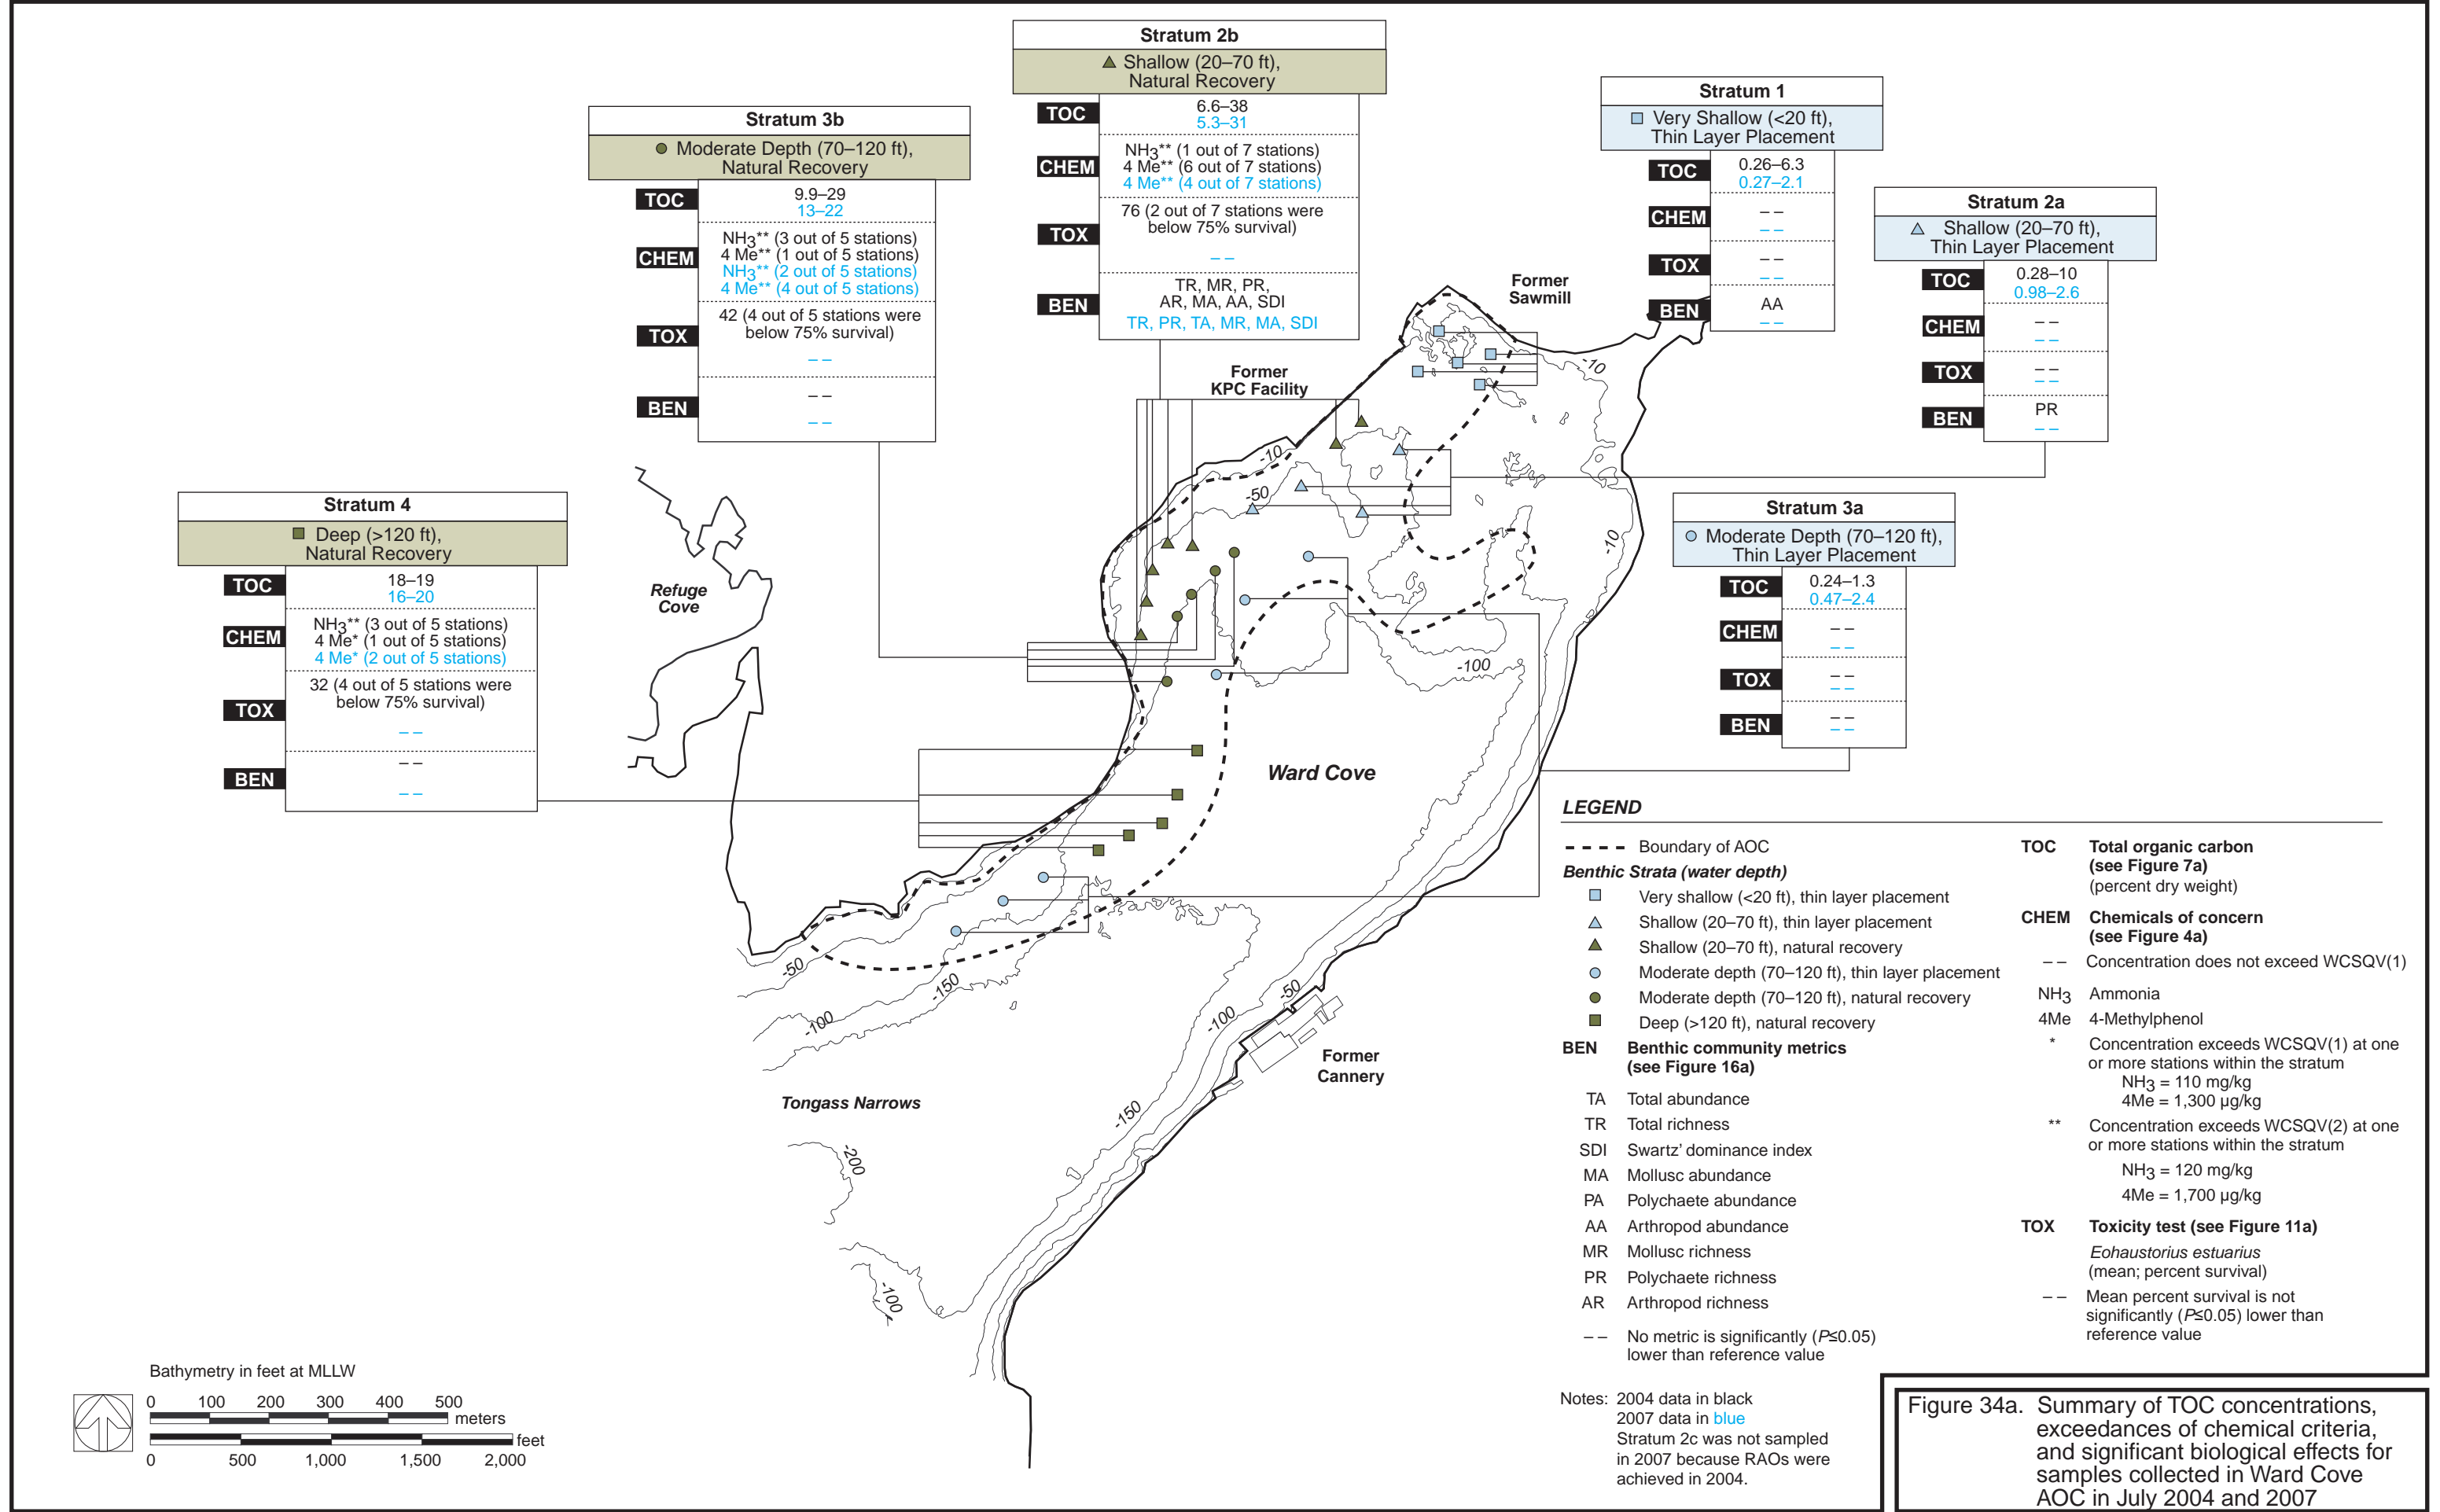 Stratum 2b
Shallow (20–70 ft),
Natural Recovery
TOC
6.6–38
5.3–31
CHEM
NH3** (1 out of 7 stations)
4 Me** (6 out of 7 stations)
4 Me** (4 out of 7 stations)
TOX
76 (2 out of 7 stations were
below 75% survival)
– –
BEN
TR, MR, PR,
AR, MA, AA, SDI
TR, PR, TA, MR, MA, SDI
Stratum 1
Very Shallow (<20 ft),
Thin Layer Placement
TOC
0.26–6.3
0.27–2.1
CHEM
– –
– –
TOX
– –
– –
BEN
AA
– –
Stratum 3b
Moderate Depth (70–120 ft),
Natural Recovery
TOC
9.9–29
13–22
CHEM
NH3** (3 out of 5 stations)
4 Me** (1 out of 5 stations)
NH3** (2 out of 5 stations)
4 Me** (4 out of 5 stations)
TOX
42 (4 out of 5 stations were
below 75% survival)
– –
BEN
– –
– –
Stratum 2a
Shallow (20–70 ft),
Thin Layer Placement
TOC
0.28–10
0.98–2.6
CHEM
– –
– –
TOX
– –
– –
BEN
PR
– –
Stratum 4
Deep (>120 ft),
Natural Recovery
TOC
18–19
16–20
CHEM
NH3** (3 out of 5 stations)
4 Me* (1 out of 5 stations)
4 Me* (2 out of 5 stations)
TOX
32 (4 out of 5 stations were
below 75% survival)
– –
BEN
– –
– –
Stratum 3a
Moderate Depth (70–120 ft),
Thin Layer Placement
TOC
0.24–1.3
0.47–2.4
CHEM
– –
– –
TOX
– –
– –
BEN
– –
– –
Former
Sawmill
Former
KPC Facility
-10
-10
-50
-10
-100
Refuge
Cove
Ward Cove
-50
-150
-100
-50
-100
-150
-200
-100
Former
Cannery
Tongass Narrows
LEGEND
Boundary of AOC
Benthic Strata (water depth)
Very shallow (<20 ft), thin layer placement
Shallow (20–70 ft), thin layer placement
Shallow (20–70 ft), natural recovery
Moderate depth (70–120 ft), thin layer placement
Moderate depth (70–120 ft), natural recovery
Deep (>120 ft), natural recovery
BEN Benthic community metrics
(see Figure 16a)
TA Total abundance
TR Total richness
SDI Swartz’ dominance index
MA Mollusc abundance
PA Polychaete abundance
AA Arthropod abundance
MR Mollusc richness
PR Polychaete richness
AR Arthropod richness
– – No metric is significantly (P≤0.05)
lower than reference value
TOC Total organic carbon
(see Figure 7a)
(percent dry weight)
CHEM Chemicals of concern
(see Figure 4a)
– – Concentration does not exceed WCSQV(1)
NH3 Ammonia
4Me 4-Methylphenol
* Concentration exceeds WCSQV(1) at one
or more stations within the stratum
NH3 = 110 mg/kg
4Me = 1,300 µg/kg
** Concentration exceeds WCSQV(2) at one
or more stations within the stratum
NH3 = 120 mg/kg
4Me = 1,700 µg/kg
TOX Toxicity test (see Figure 11a)
Eohaustorius estuarius
(mean; percent survival)
– – Mean percent survival is not
significantly (P≤0.05) lower than
reference value
Notes: 2004 data in black
2007 data in blue
Stratum 2c was not sampled
in 2007 because RAOs were
achieved in 2004.
Bathymetry in feet at MLLW
0 100 200 300 400 500
meters
feet
0 500 1,000 1,500 2,000
Figure 34a. Summary of TOC concentrations,
exceedances of chemical criteria,
and significant biological effects for
samples collected in Ward Cove
AOC in July 2004 and 2007